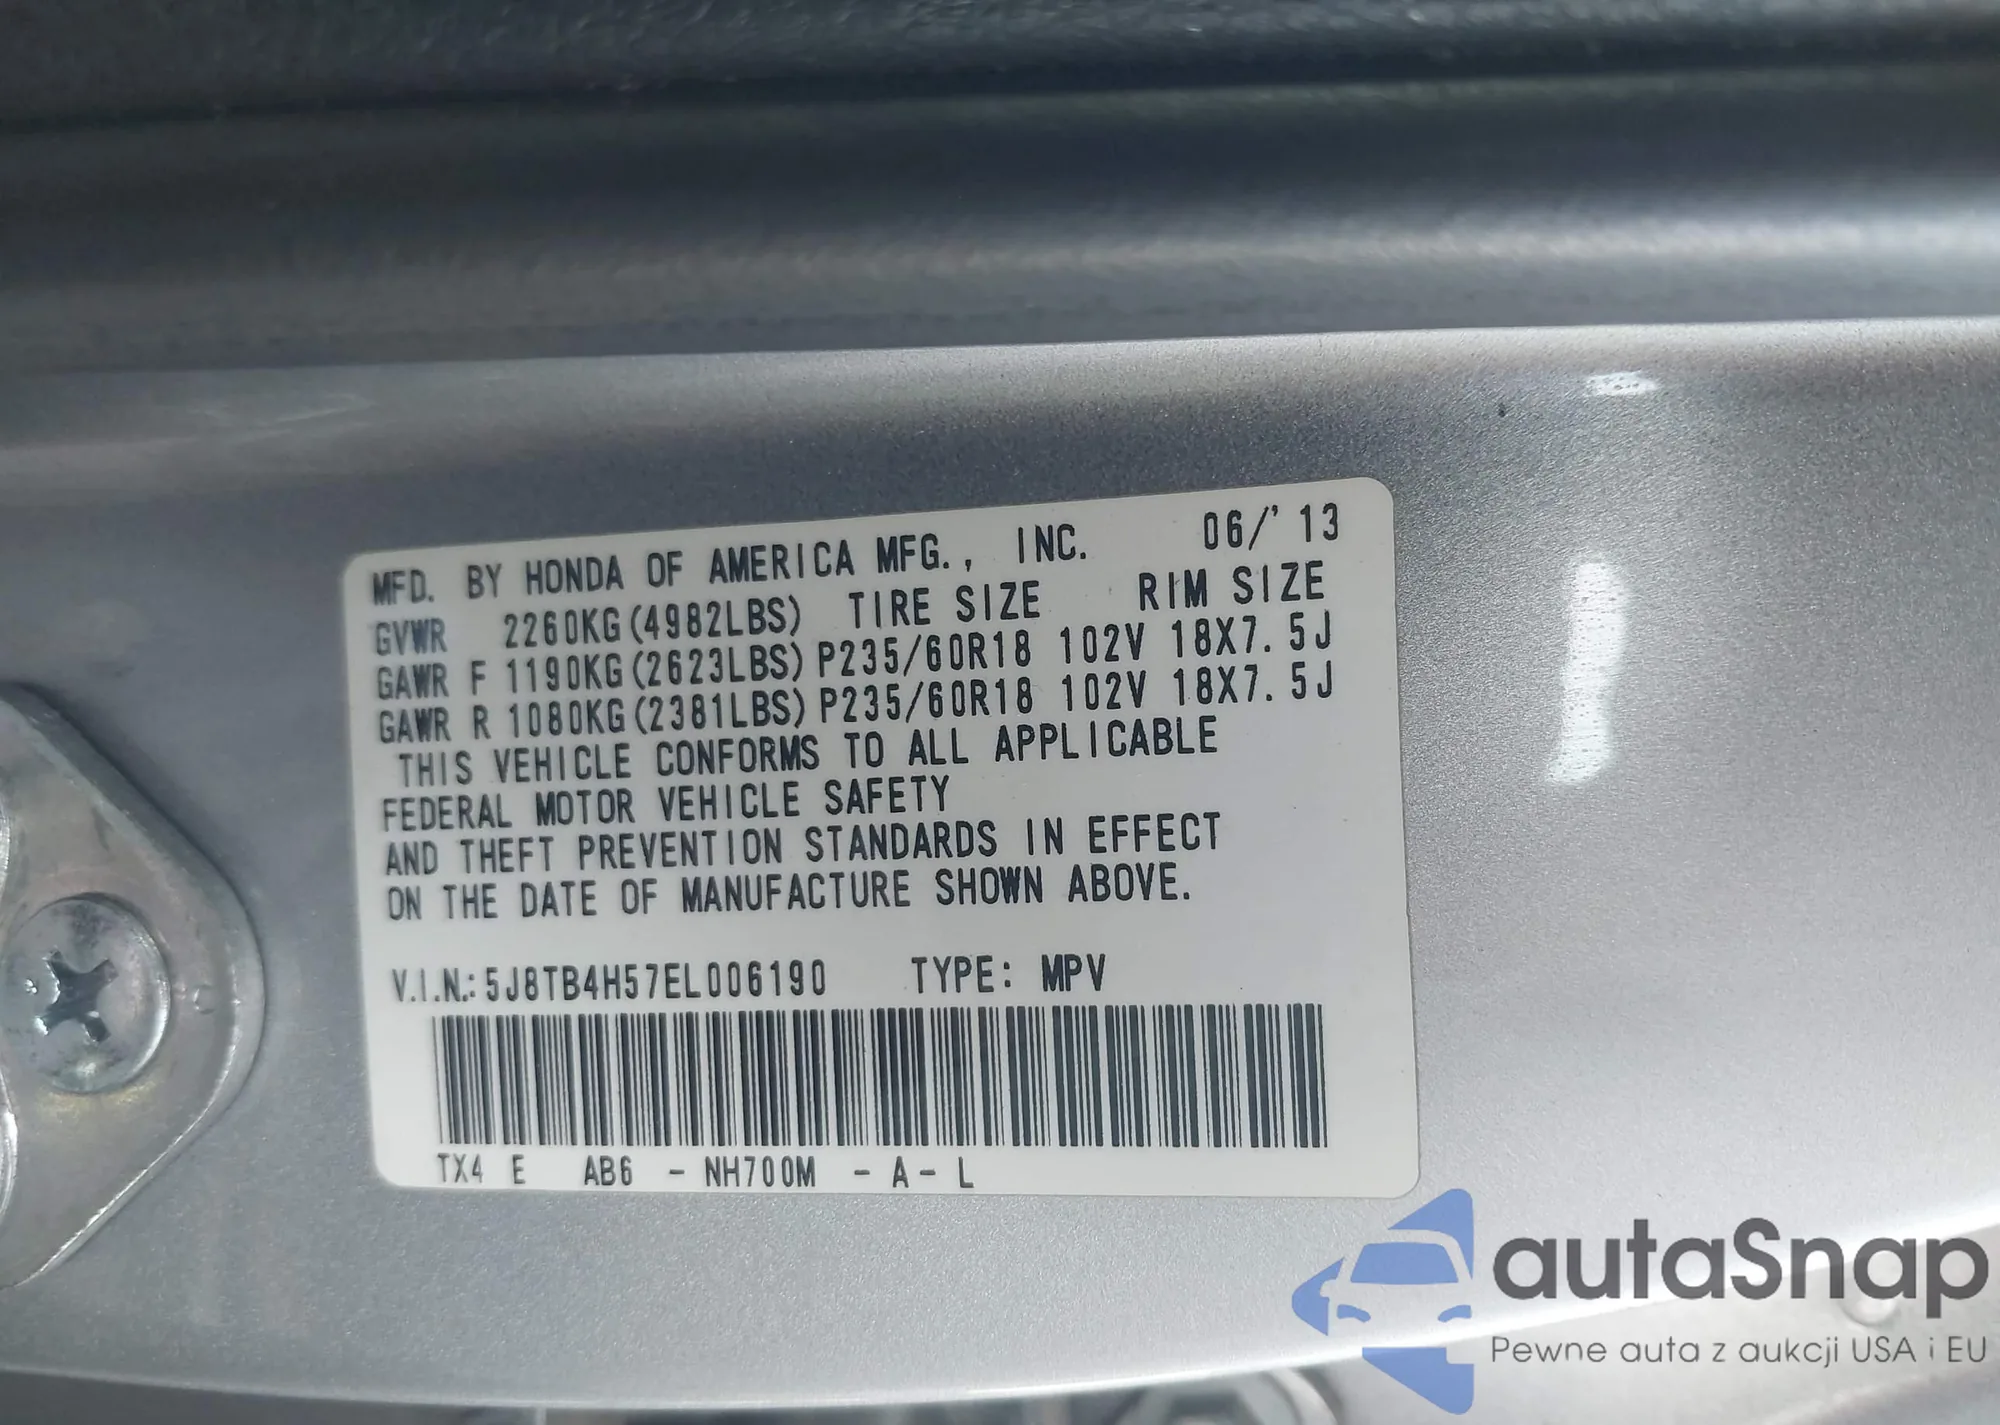 MFD. BY HONDA OF AMERICA MFG., INC. 06/'13
GVWR 2260KG(4982LBS) TIRE SIZE RIM SIZE
GAWR F 1190KG(2623LBS) P235/60R18 102V 18X7.5J
GAWR R 1080KG(2381LBS) P235/60R18 102V 18X7.5J
THIS VEHICLE CONFORMS TO ALL APPLICABLE
FEDERAL MOTOR VEHICLE SAFETY
AND THEFT PREVENTION STANDARDS IN EFFECT
ON THE DATE OF MANUFACTURE SHOWN ABOVE.
V.I.N.: 5J8TB4H57EL006190 TYPE: MPV
TX4 E AB6 - NH700M - A - L
autaSnap
Pewne auta z aukcji USA i EU